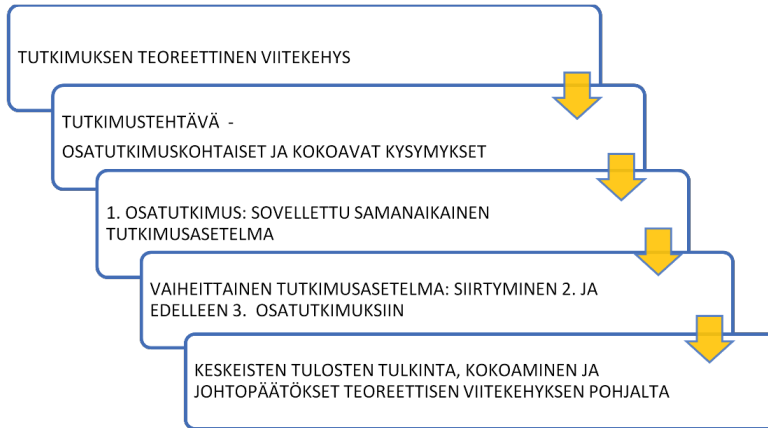 TUTKIMUKSEN TEOREETTINEN VIITEKEHYS
TUTKIMUSTEHTÄVÄ -
OSATUTKIMUSKOHTAISET JA KOKOAVAT KYSYMYKSET
1. OSATUTKIMUS: SOVELLETTU SAMANAIKAINEN
TUTKIMUSASETELMA
VAIHEITTAINEN TUTKIMUSASETELMA: SIIRTYMINEN 2. JA
EDELLEEN 3. OSATUTKIMUKSIIN
KESKEISTEN TULOSTEN TULKINTA, KOKOAMINEN JA
JOHTOPÄÄTÖKSET TEOREETTISEN VIITEKEHYKSEN POHJALTA